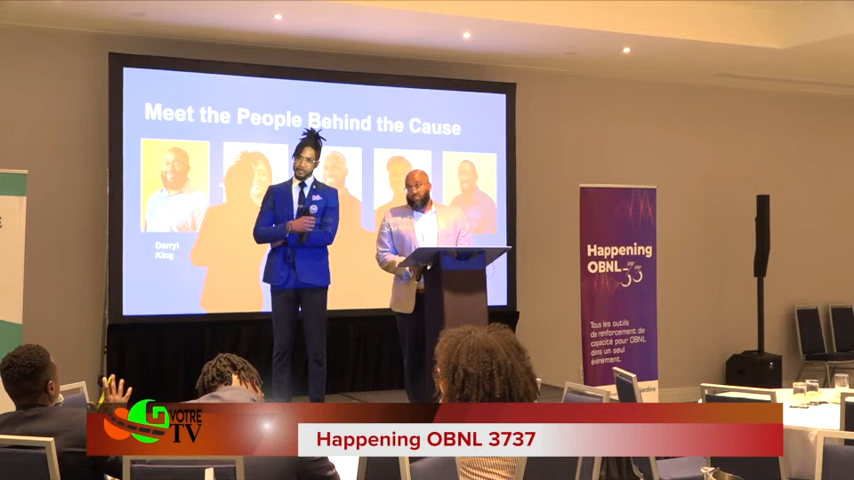 Meet the People Behind the Cause
Darryl
King
Happening
OBNL
Tous les outils
de renforcement de
capacité pour OBNL
dans un seul
événement.
VOTRE
TV
Happening OBNL 3737